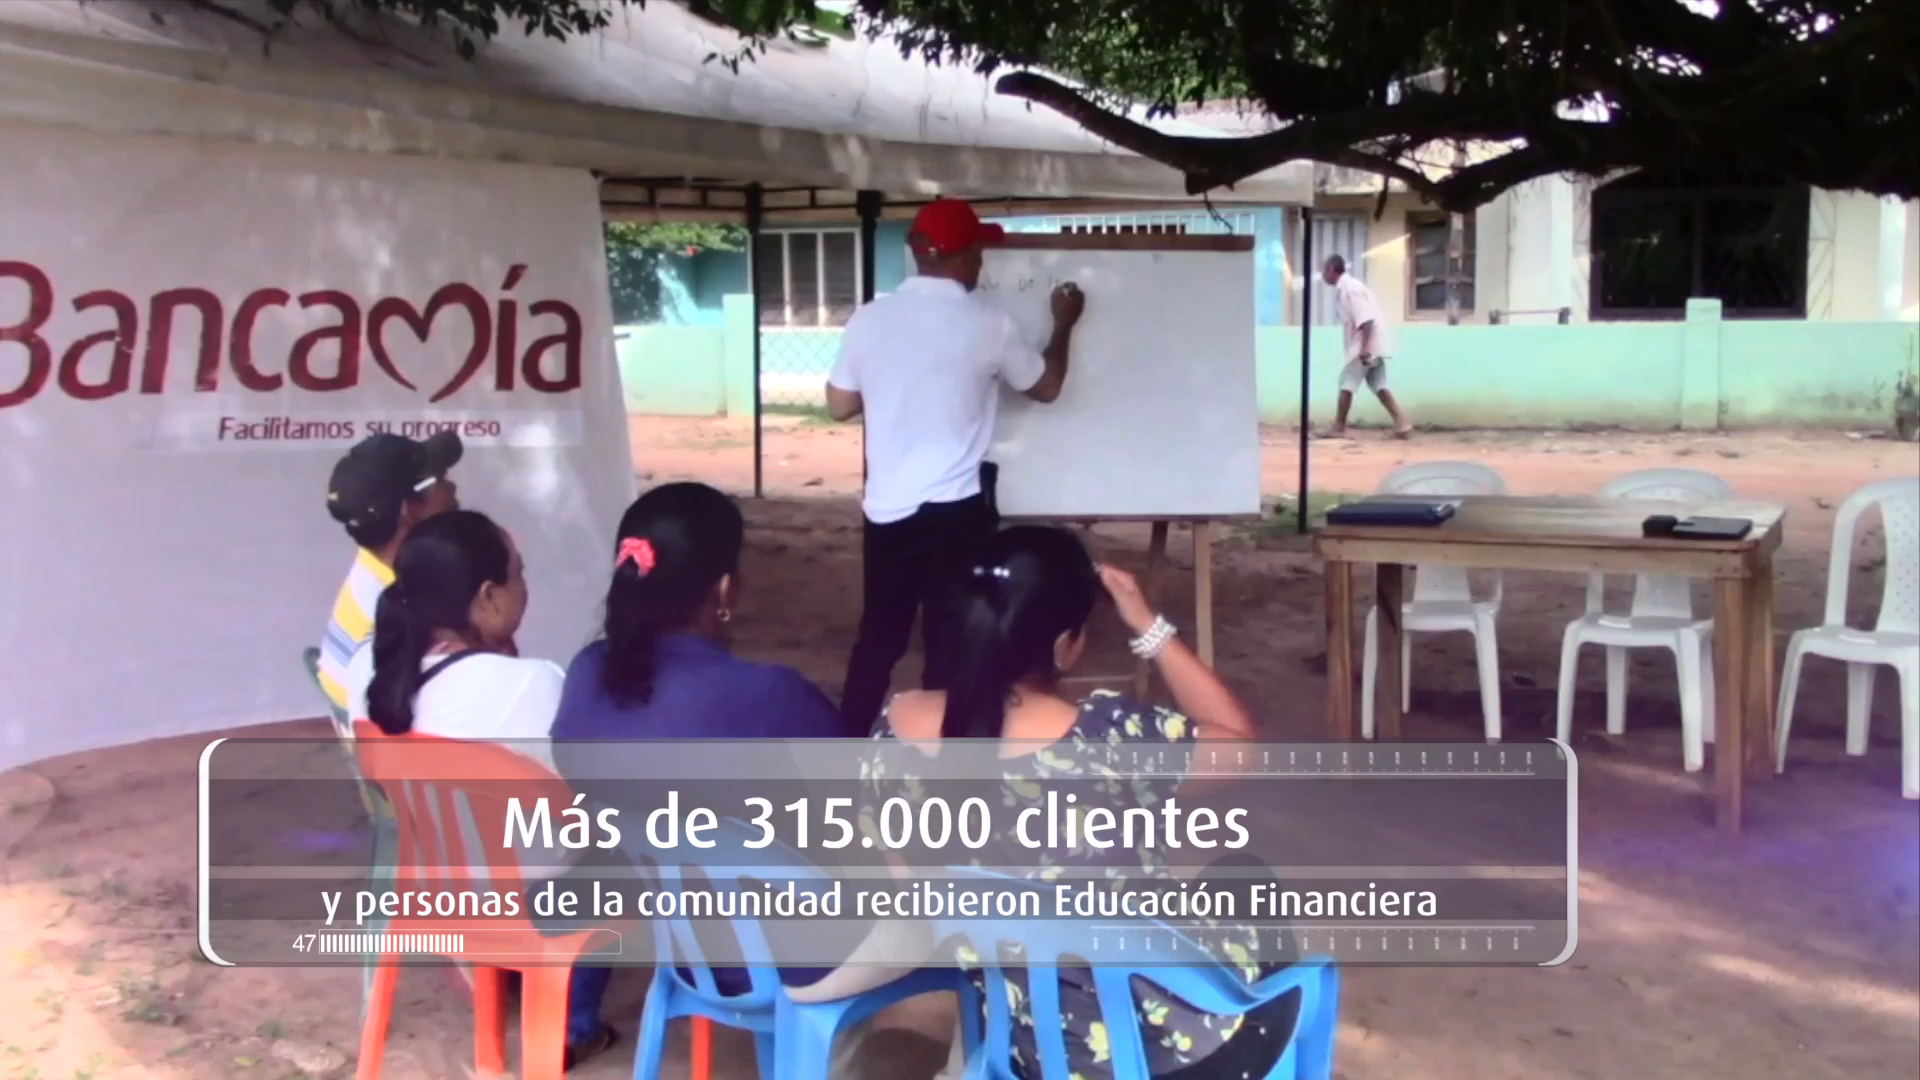 Bancamía
Facilitamos su progreso
Más de 315.000 clientes
y personas de la comunidad recibieron Educación Financiera
47